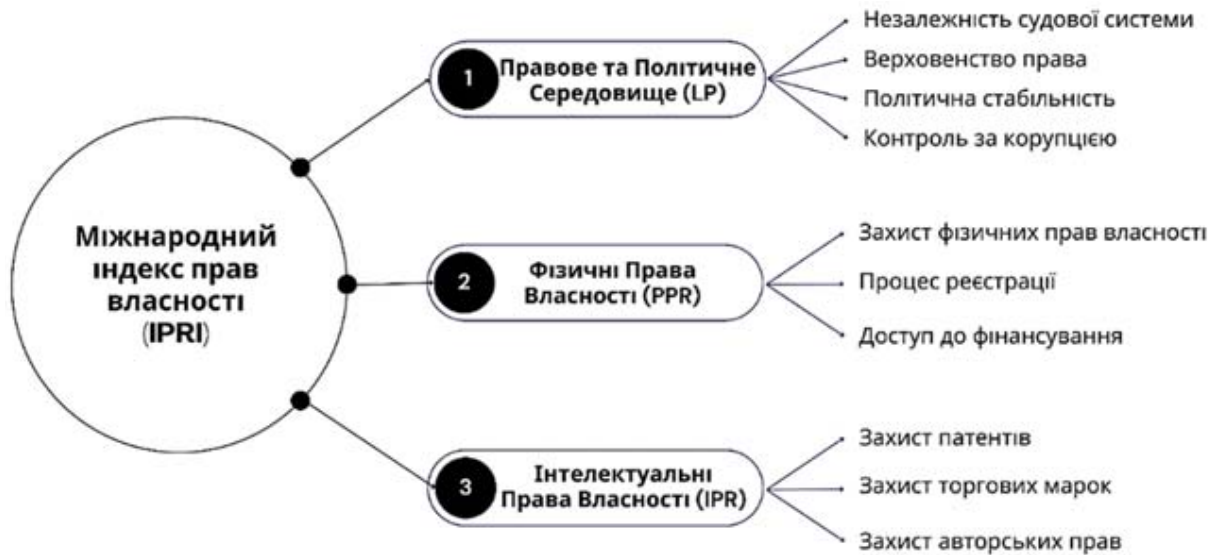 Міжнародний
індекс прав
власності
(IPRI)
1
Правове та Політичне
Середовище (LP)
Незалежність судової системи
Верховенство права
Політична стабільність
Контроль за корупцією
2
Фізичні Права
Власності (PPR)
Захист фізичних прав власності
Процес реєстрації
Доступ до фінансування
3
Інтелектуальні
Права Власності (IPR)
Захист патентів
Захист торгових марок
Захист авторських прав